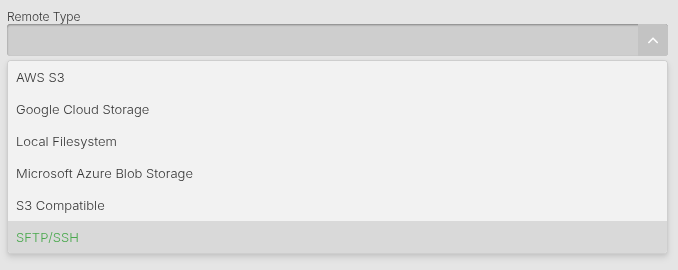 Remote Type
AWS S3
Google Cloud Storage
Local Filesystem
Microsoft Azure Blob Storage
S3 Compatible
SFTP/SSH